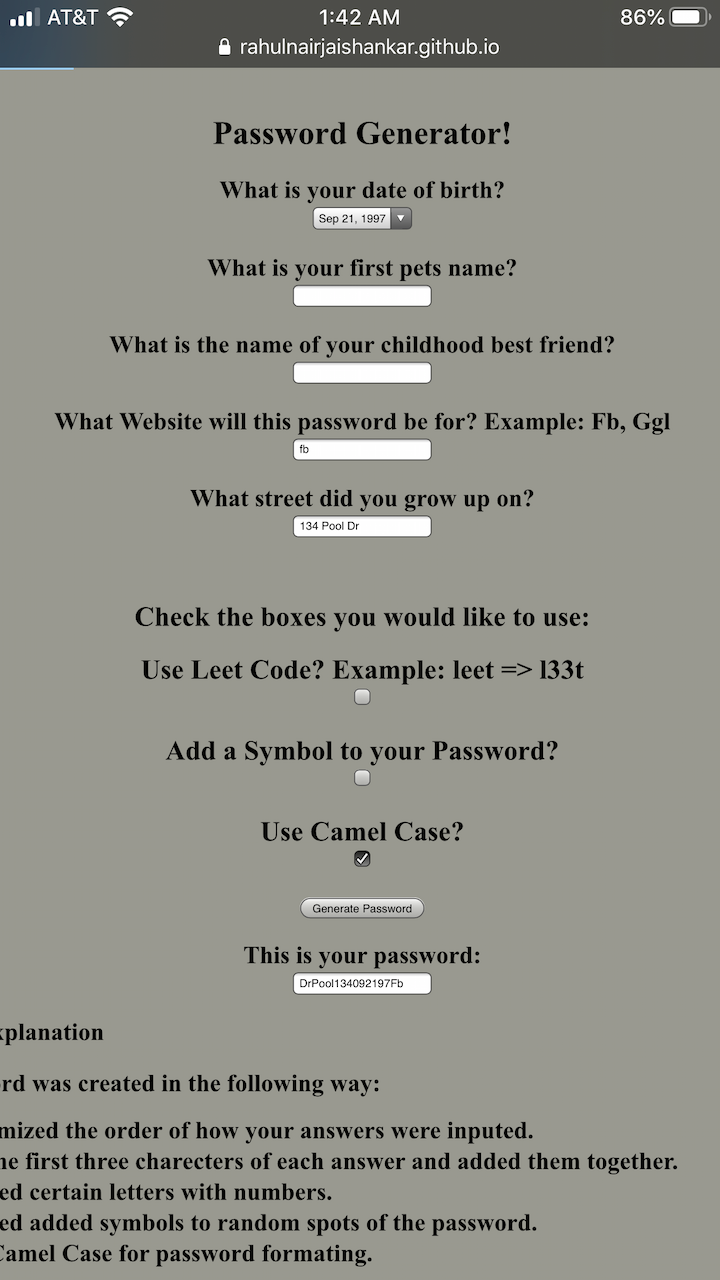 AT&T
1:42 AM
86%
rahulnairjaishankar.github.io
Password Generator!
What is your date of birth?
Sep 21, 1997
What is your first pets name?
What is the name of your childhood best friend?
What Website will this password be for? Example: Fb, Ggl
fb
What street did you grow up on?
134 Pool Dr
Check the boxes you would like to use:
Use Leet Code? Example: leet => l33t
Add a Symbol to your Password?
Use Camel Case?
Generate Password
This is your password:
DrPool134092197Fb
xplanation
ord was created in the following way:
mized the order of how your answers were inputed.
he first three charecters of each answer and added them together.
ed certain letters with numbers.
ed added symbols to random spots of the password.
Camel Case for password formating.